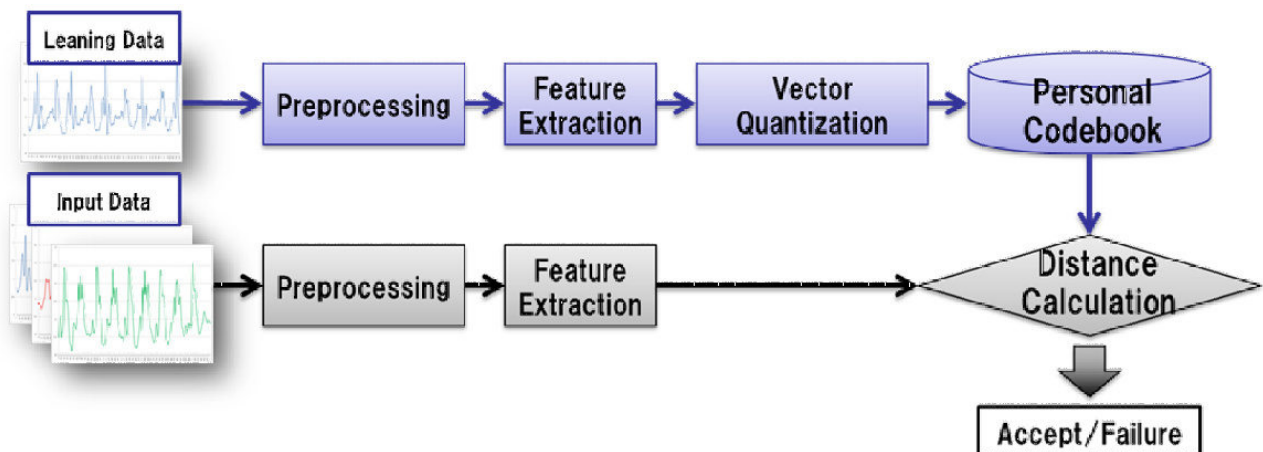 Leaning Data
Preprocessing
Feature
Extraction
Vector
Quantization
Personal
Codebook
Input Data
Preprocessing
Feature
Extraction
Distance
Calculation
Accept/Failure